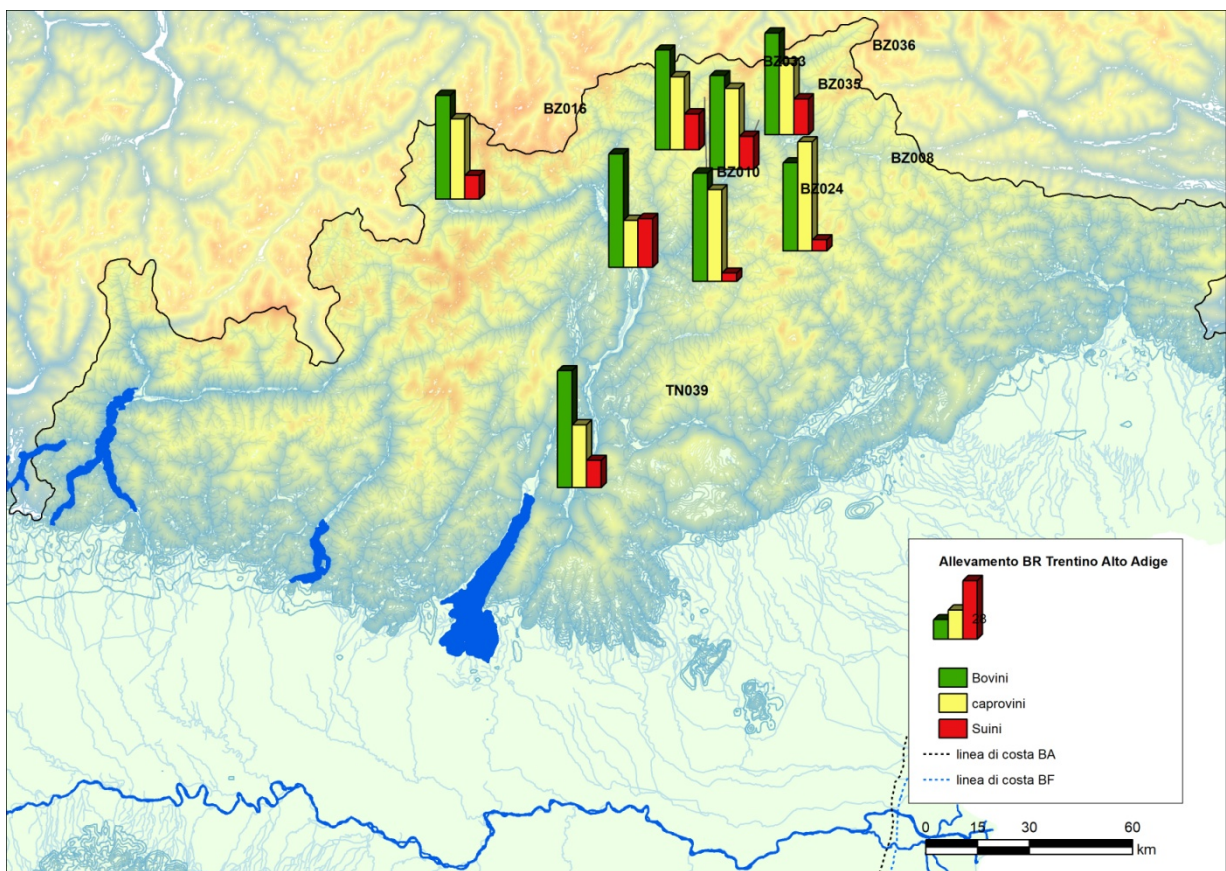 BZ036
BZ033
BZ035
BZ016
BZ008
BZ010
BZ024
TN039
Allevamento BR Trentino Alto Adige
28
Bovini
caprovini
Suini
linea di costa BA
linea di costa BF
0 15 30 60
km